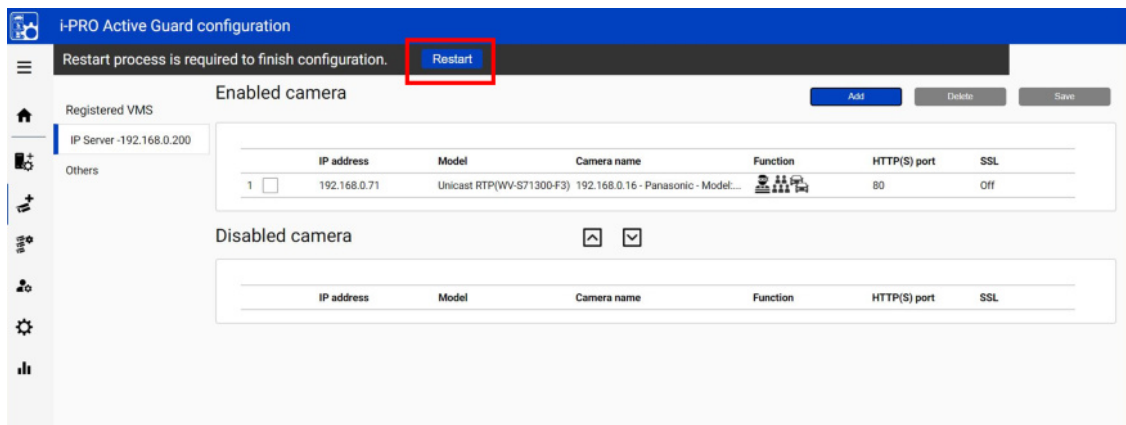 i-PRO Active Guard configuration
Restart process is required to finish configuration. Restart
Registered VMS
IP Server -192.168.0.200
Others
Enabled camera
Add Delete Save
IP address Model Camera name Function HTTP(S) port SSL
1 192.168.0.71 Unicast RTP(WV-S71300-F3) 192.168.0.16 - Panasonic - Model:... 80 Off
Disabled camera
IP address Model Camera name Function HTTP(S) port SSL